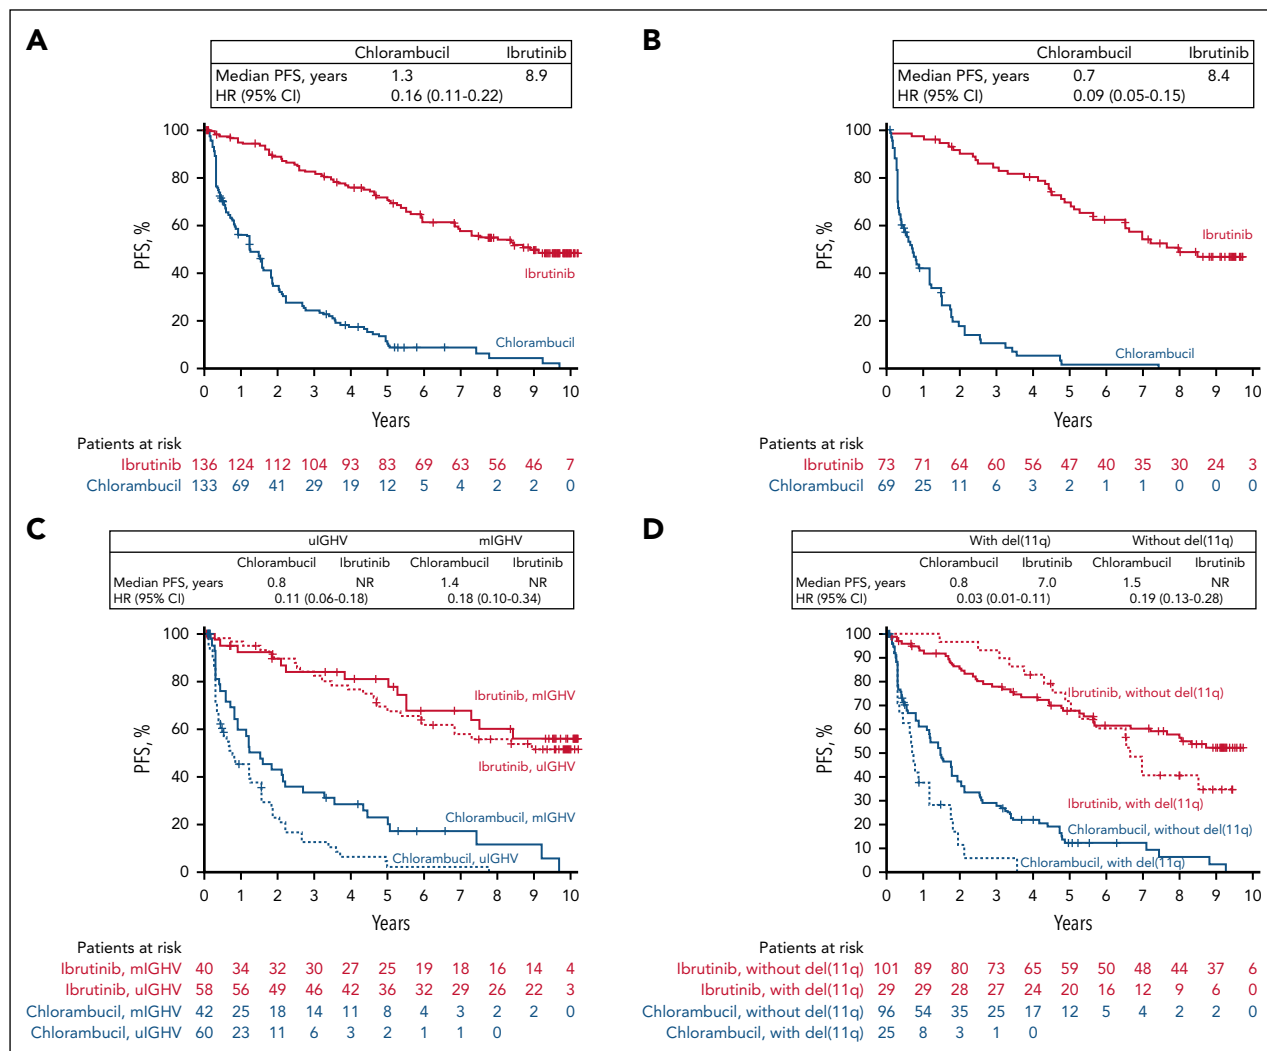 A
Chlorambucil Ibrutinib
Median PFS, years 1.3 8.9
HR (95% CI) 0.16 (0.11-0.22)
100
80
60
40
20
0
PFS, %
Ibrutinib
Chlorambucil
0 1 2 3 4 5 6 7 8 9 10
Years
Patients at risk
Ibrutinib 136 124 112 104 93 83 69 63 56 46 7
Chlorambucil 133 69 41 29 19 12 5 4 2 2 0
B
Chlorambucil Ibrutinib
Median PFS, years 0.7 8.4
HR (95% CI) 0.09 (0.05-0.15)
100
80
60
40
20
0
PFS, %
Ibrutinib
Chlorambucil
0 1 2 3 4 5 6 7 8 9 10
Years
Patients at risk
Ibrutinib 73 71 64 60 56 47 40 35 30 24 3
Chlorambucil 69 25 11 6 3 2 1 1 0 0 0
C
uIGHV mIGHV
Chlorambucil Ibrutinib Chlorambucil Ibrutinib
Median PFS, years 0.8 NR 1.4 NR
HR (95% CI) 0.11 (0.06-0.18) 0.18 (0.10-0.34)
100
80
60
40
20
0
PFS, %
Ibrutinib, mIGHV
Ibrutinib, uIGHV
Chlorambucil, mIGHV
Chlorambucil, uIGHV
0 1 2 3 4 5 6 7 8 9 10
Years
Patients at risk
Ibrutinib, mIGHV 40 34 32 30 27 25 19 18 16 14 4
Ibrutinib, uIGHV 58 56 49 46 42 36 32 29 26 22 3
Chlorambucil, mIGHV 42 25 18 14 11 8 4 3 2 2 0
Chlorambucil, uIGHV 60 23 11 6 3 2 1 1 0
D
With del(11q) Without del(11q)
Chlorambucil Ibrutinib Chlorambucil Ibrutinib
Median PFS, years 0.8 7.0 1.5 NR
HR (95% CI) 0.03 (0.01-0.11) 0.19 (0.13-0.28)
100
90
80
70
60
50
40
30
20
10
0
PFS, %
Ibrutinib, without del(11q)
Ibrutinib, with del(11q)
Chlorambucil, without del(11q)
Chlorambucil, with del(11q)
0 1 2 3 4 5 6 7 8 9 10
Years
Patients at risk
Ibrutinib, without del(11q) 101 89 80 73 65 59 50 48 44 37 6
Ibrutinib, with del(11q) 29 29 28 27 24 20 16 12 9 6 0
Chlorambucil, without del(11q) 96 54 35 25 17 12 5 4 2 2 0
Chlorambucil, with del(11q) 25 8 3 1 0